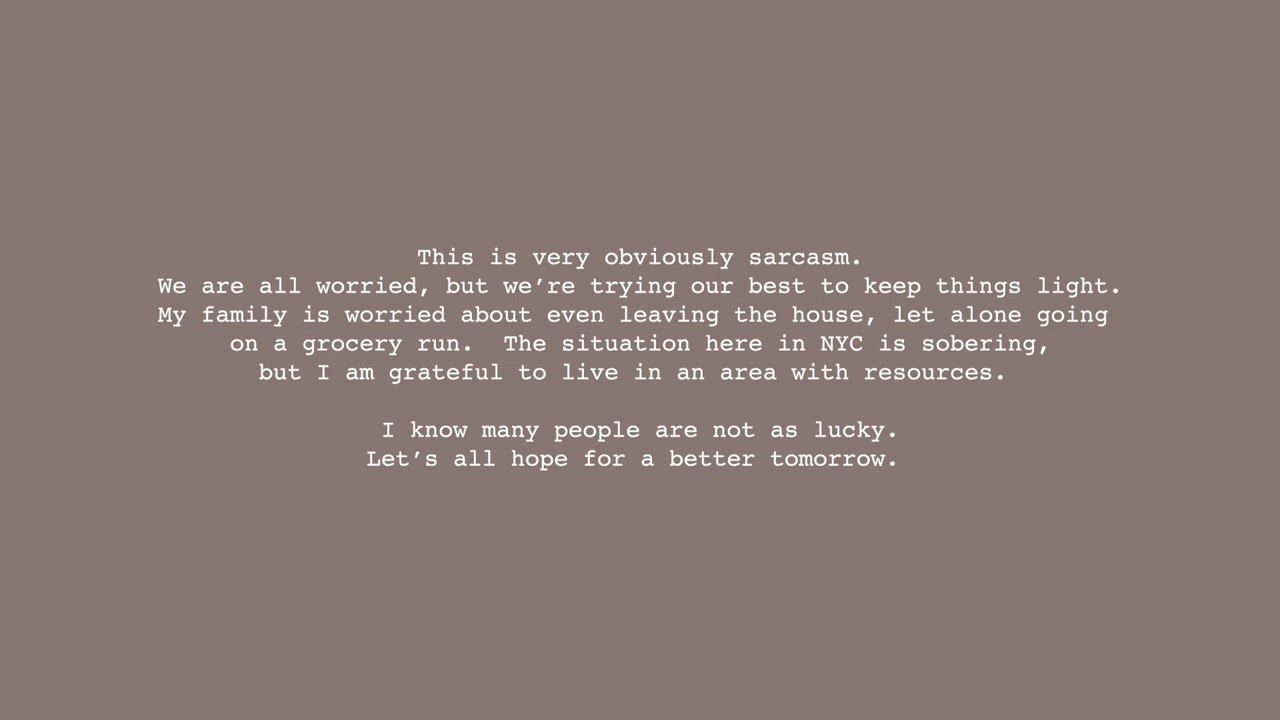 This is very obviously sarcasm.
We are all worried, but we’re trying our best to keep things light.
My family is worried about even leaving the house, let alone going
on a grocery run.  The situation here in NYC is sobering,
but I am grateful to live in an area with resources.
I know many people are not as lucky.
Let’s all hope for a better tomorrow.